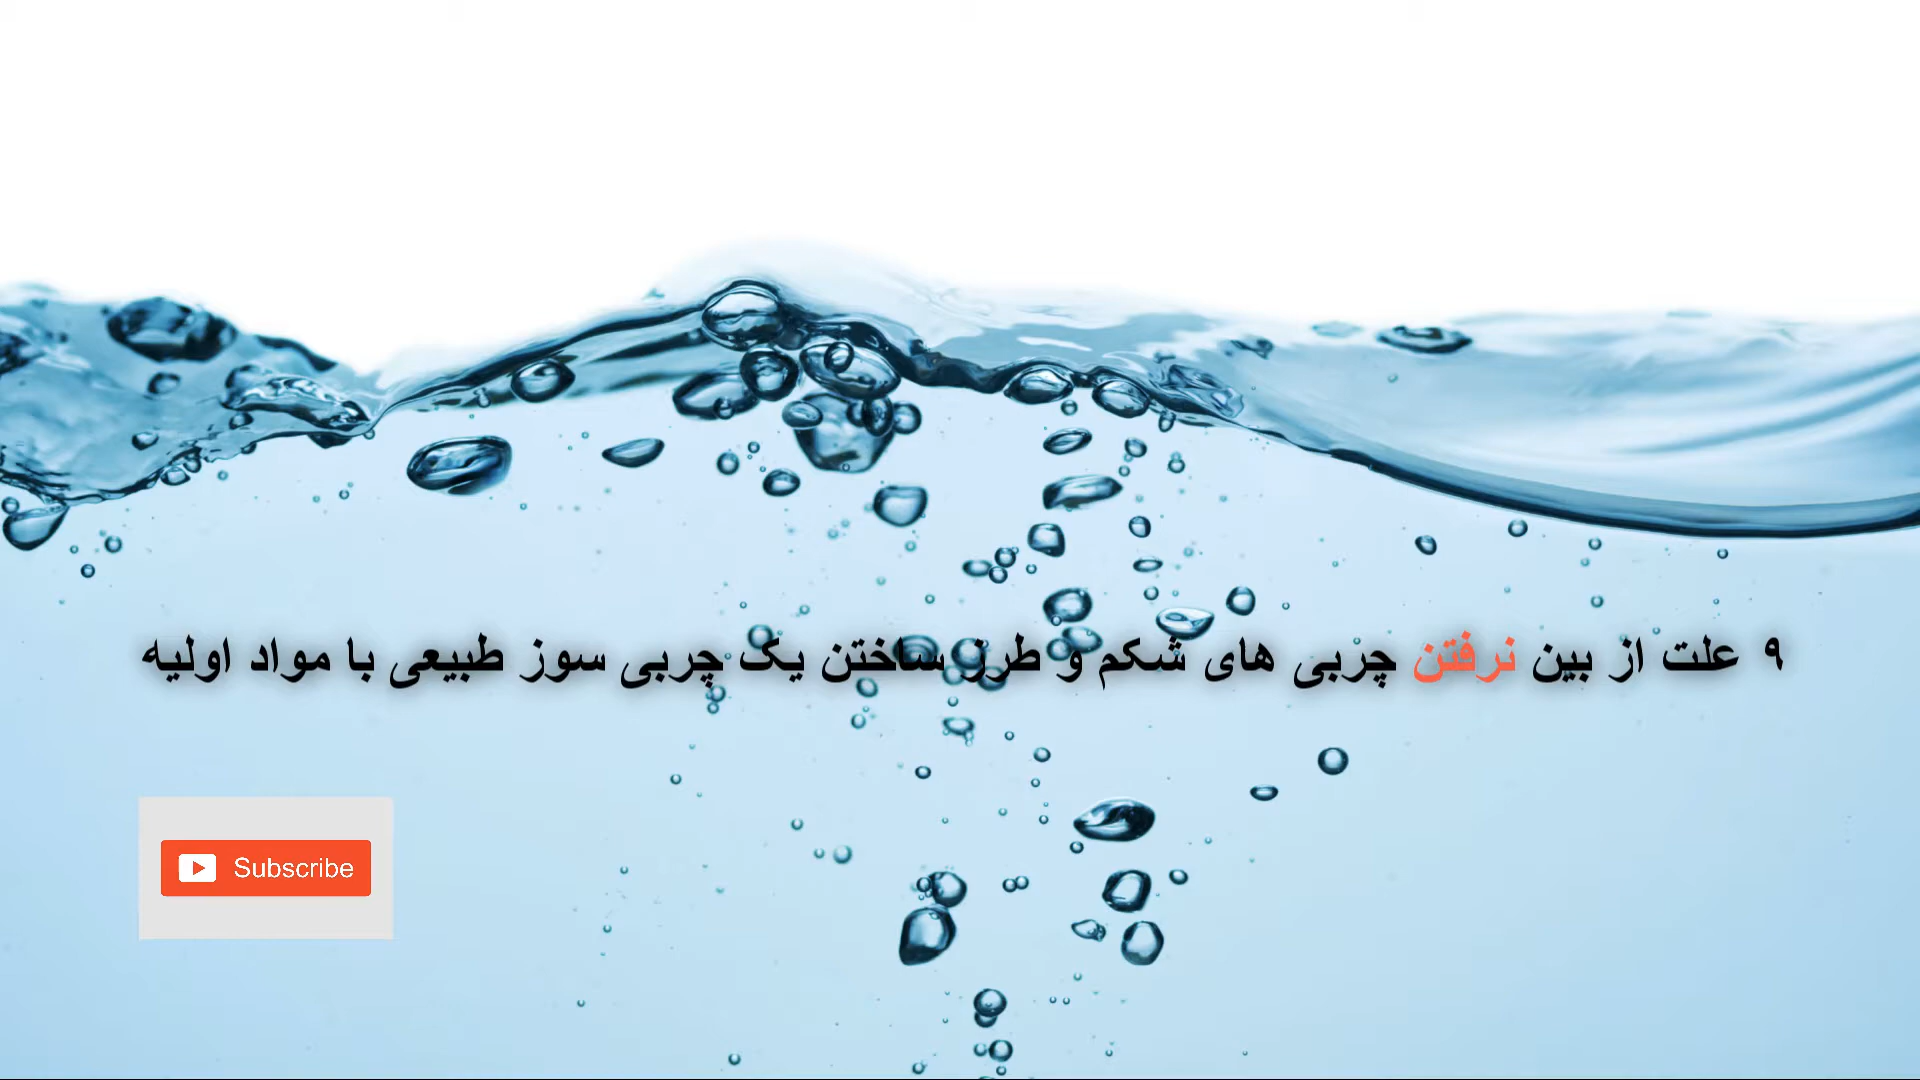 ۹ علت از بین نرفتن چربی های شکم و طرز ساختن یک چربی سوز طبیعی با مواد اولیه
Subscribe